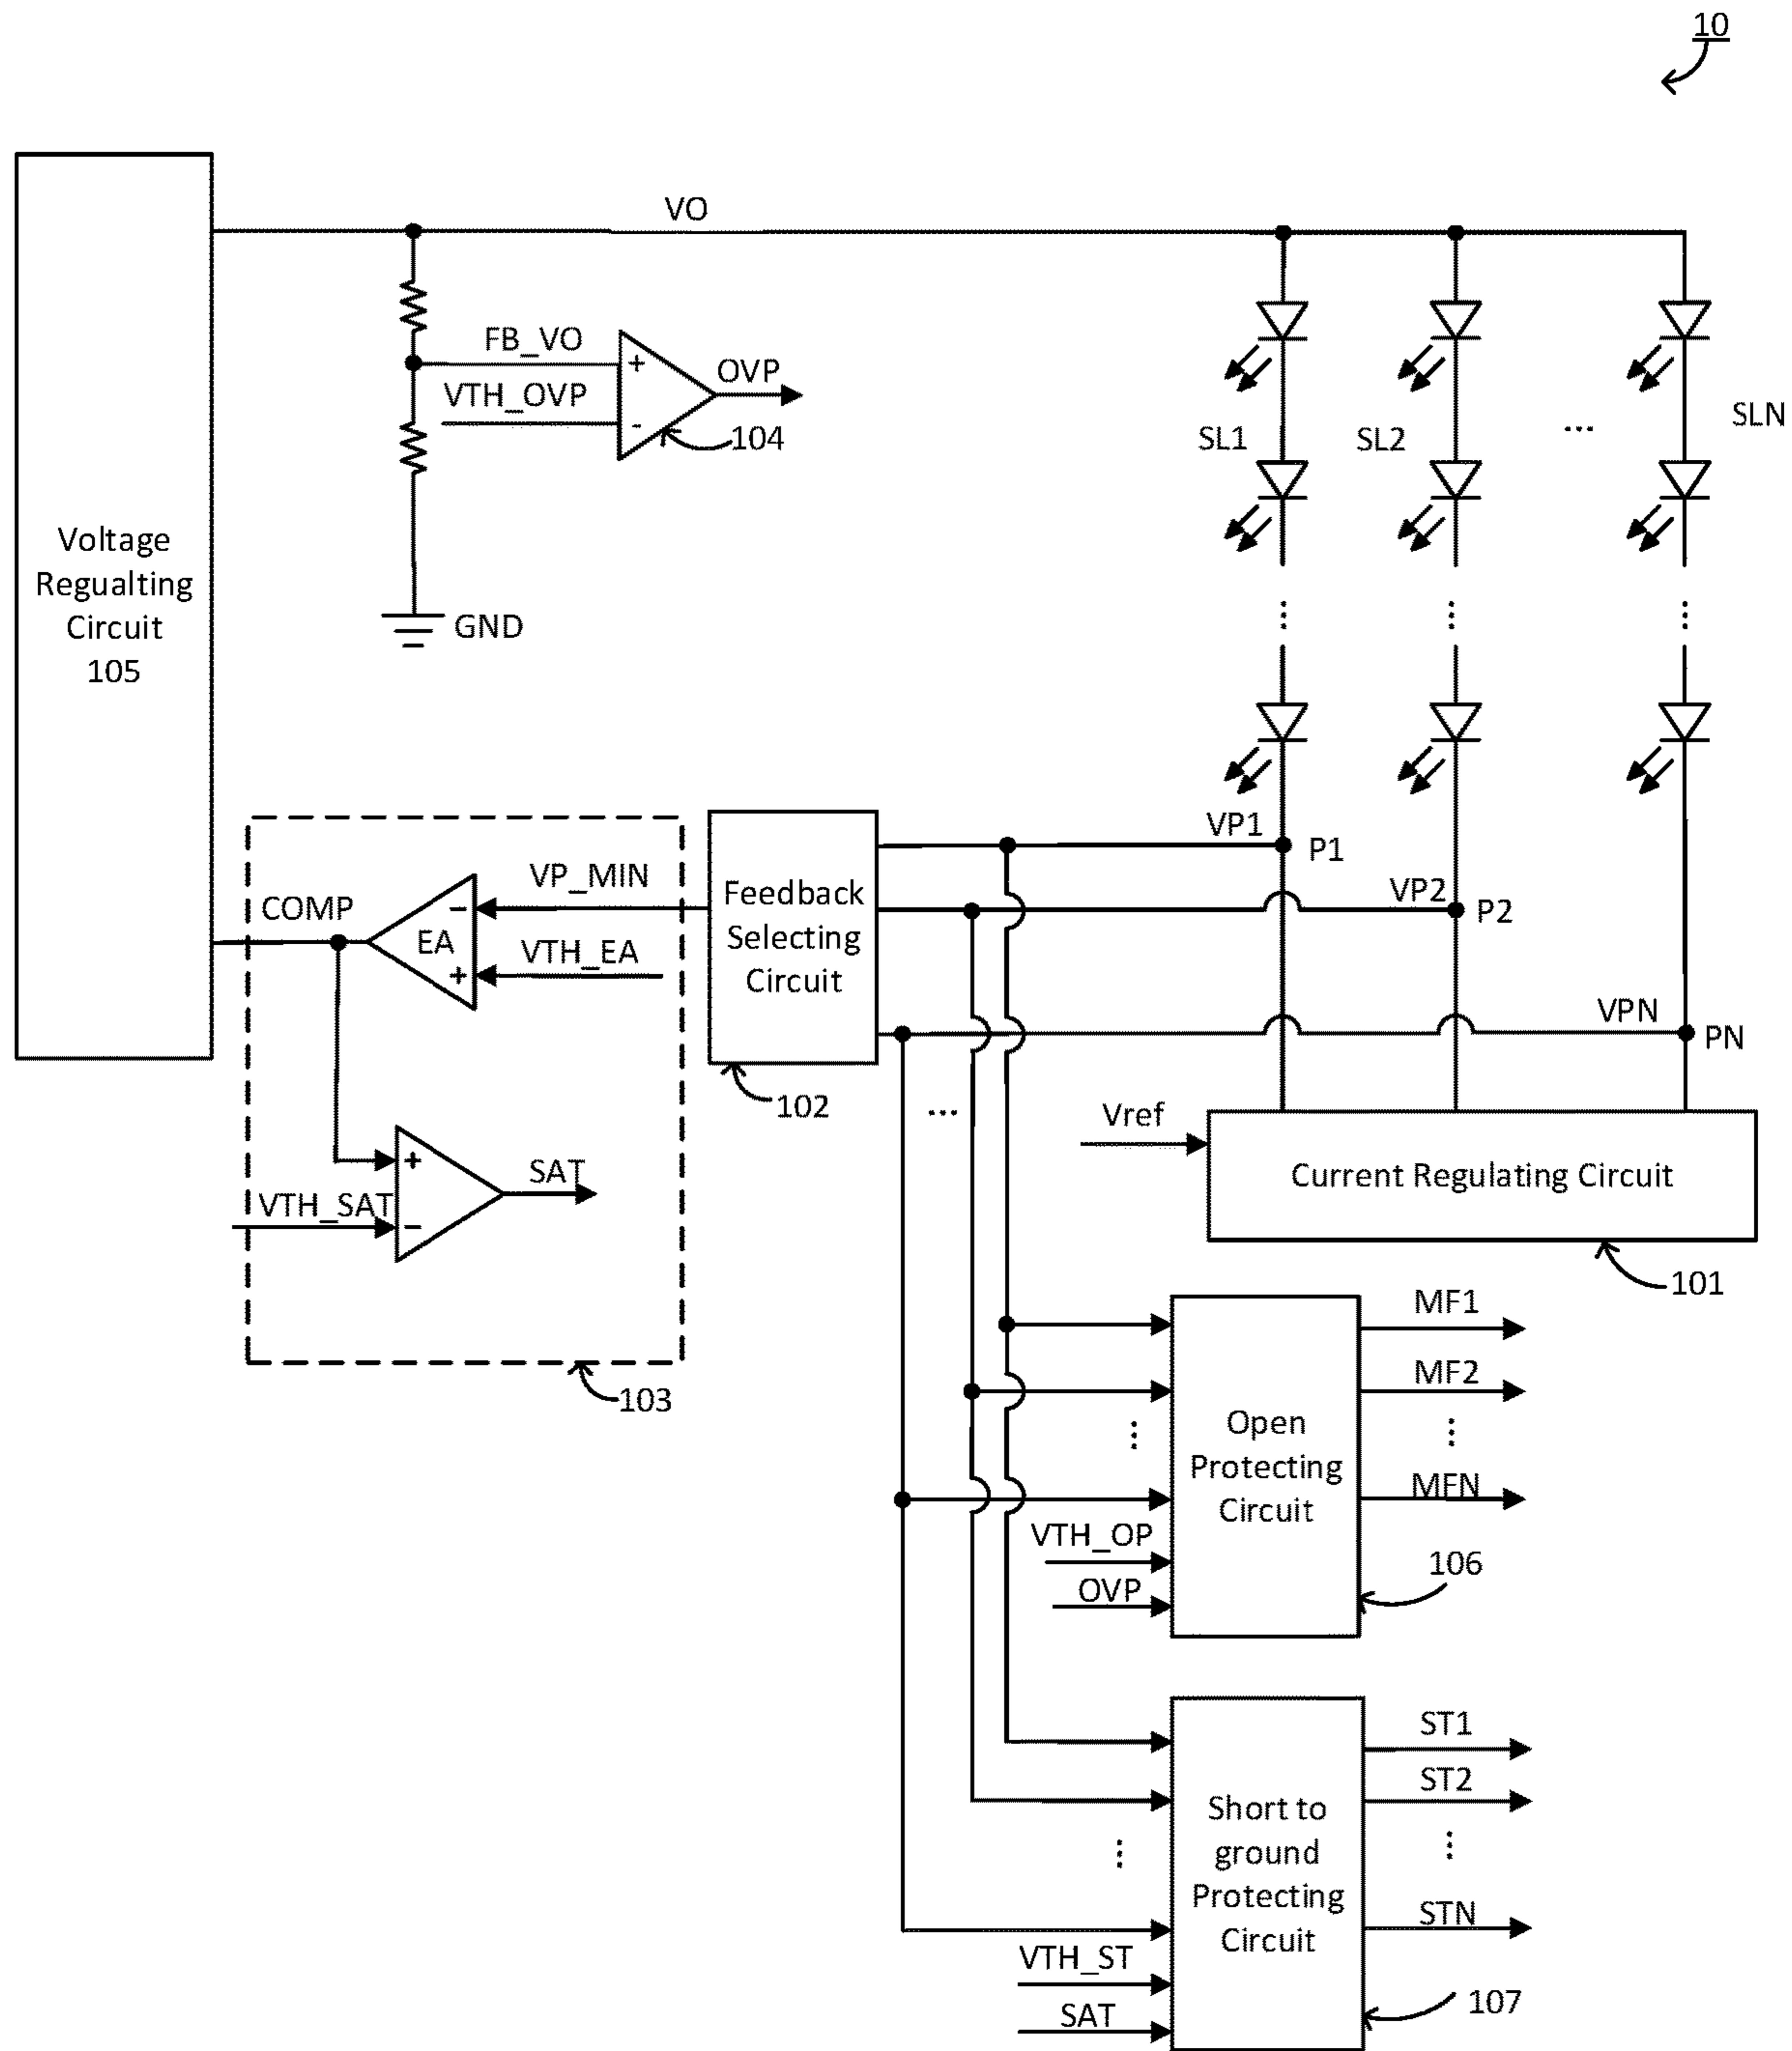 10
VO
FB_VO
+
OVP
VTH_OVP
-
104
SL1
SL2
...
SLN
Voltage
Regualting
Circuit
105
GND
...
...
...
VP1
P1
VP_MIN
COMP
−
EA
VTH_EA
+
Feedback
Selecting
Circuit
VP2
P2
VPN
PN
102
...
Vref
Current Regulating Circuit
101
+
SAT
VTH_SAT
−
103
MF1
MF2
...
...
MFN
Open
Protecting
Circuit
VTH_OP
OVP
106
ST1
ST2
...
...
STN
Short to
ground
Protecting
Circuit
VTH_ST
SAT
107